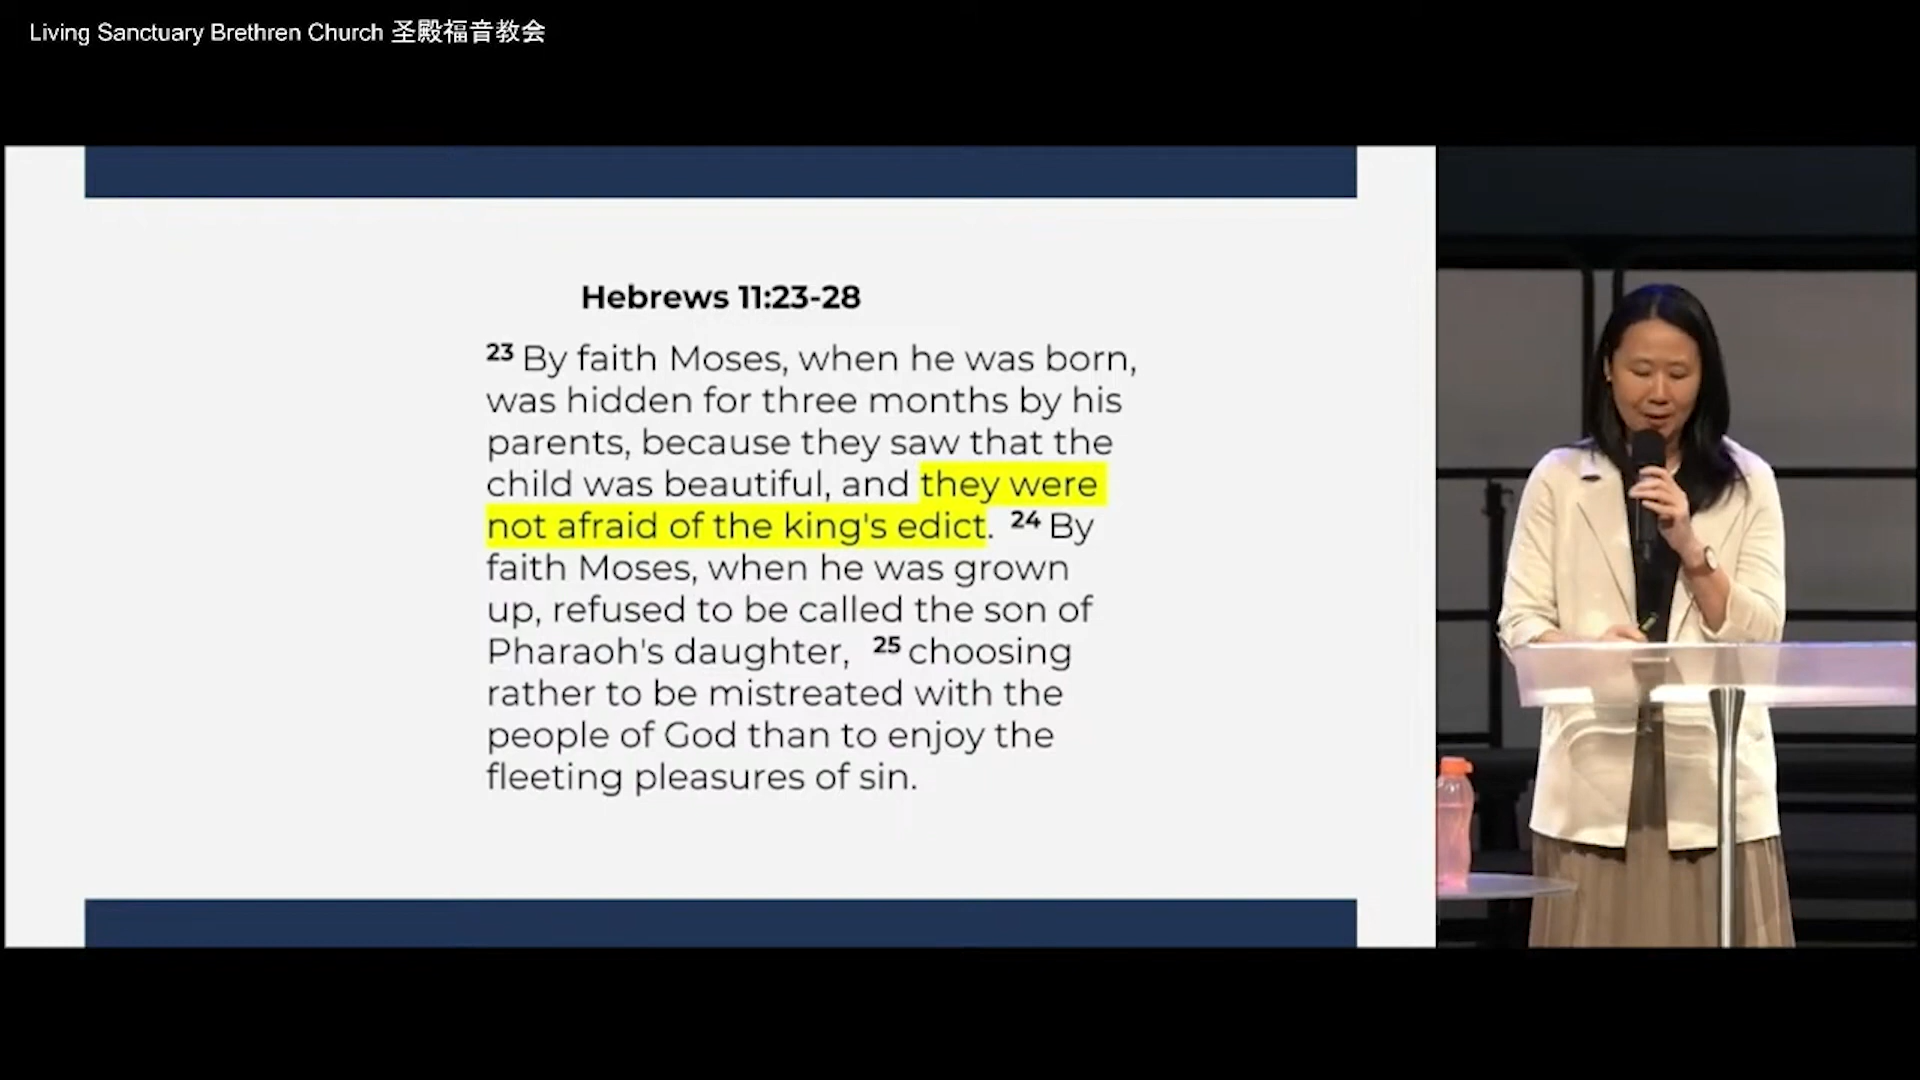 Living Sanctuary Brethren Church 圣殿福音教会
Hebrews 11:23-28
23 By faith Moses, when he was born,
was hidden for three months by his
parents, because they saw that the
child was beautiful, and they were
not afraid of the king's edict. 24 By
faith Moses, when he was grown
up, refused to be called the son of
Pharaoh's daughter, 25 choosing
rather to be mistreated with the
people of God than to enjoy the
fleeting pleasures of sin.